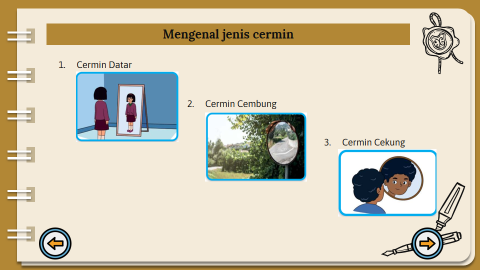 Mengenal jenis cermin
1. Cermin Datar
2. Cermin Cembung
3. Cermin Cekung